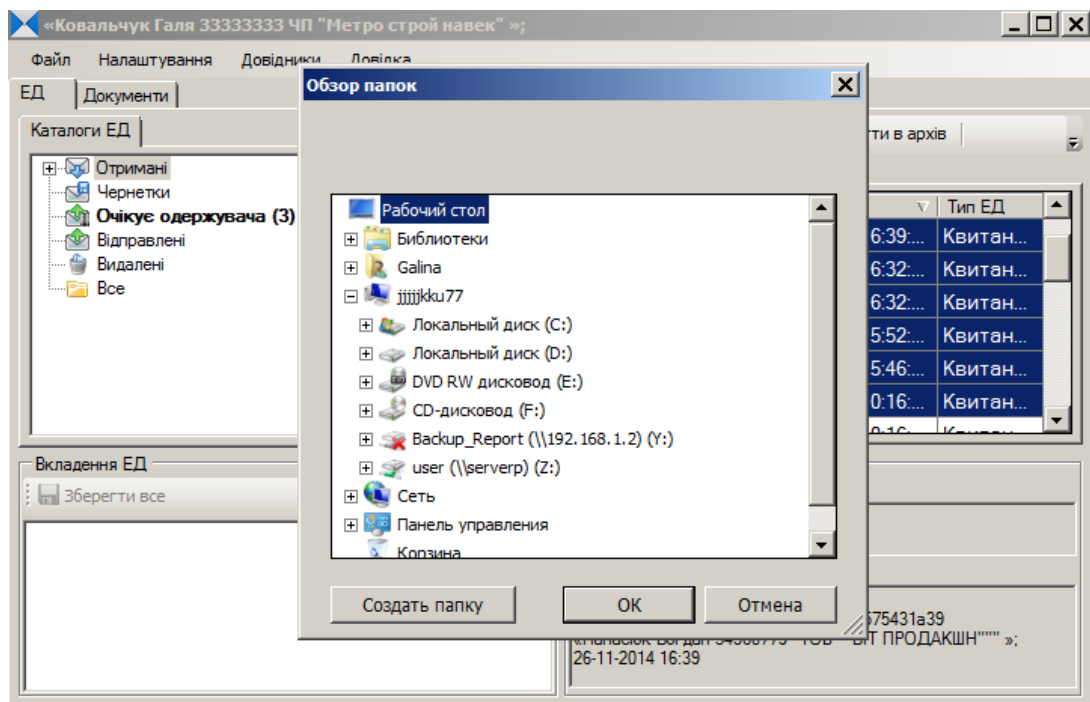 «Ковальчук Галя 33333333 ЧП "Метро строй навек" »;
Файл Налаштування Довідники Довідка
Обзор папок
ЕД Документи
Каталоги ЕД
Отримані
Чернетки
Очікує одержувача (3)
Відправлені
Видалені
Все
Рабочий стол
Библиотеки
Galina
jjjjjkku77
Локальный диск (C:)
Локальный диск (D:)
DVD RW дисковод (E:)
CD-дисковод (F:)
Backup_Report (\\192.168.1.2) (Y:)
user (\\serverp) (Z:)
Сеть
Панель управления
Корзина
Создать папку ОК Отмена
ти в архів
Тип ЕД
6:39:... Квитан...
6:32:... Квитан...
6:32:... Квитан...
5:52:... Квитан...
5:46:... Квитан...
0:16:... Квитан...
Вкладення ЕД
Зберегти все
575431a39
ПРОДАКШН""" »;
26-11-2014 16:39